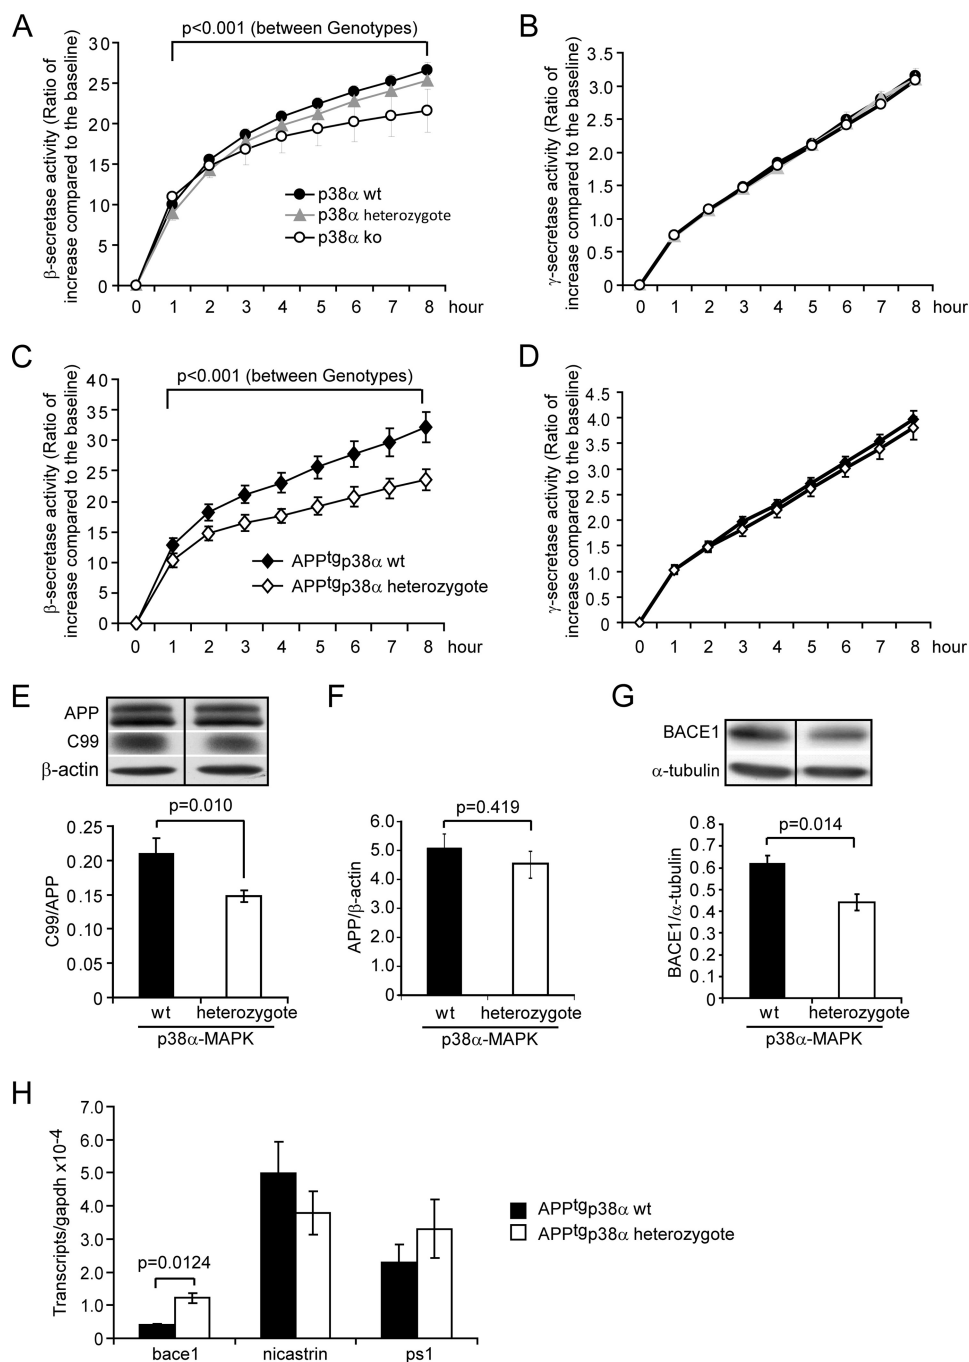 A
p<0.001 (between Genotypes)
β-secretase activity (Ratio of
increase compared to the baseline)
30
25
20
15
10
5
0
p38α wt
p38α heterozygote
p38α ko
0 1 2 3 4 5 6 7 8 hour
B
γ-secretase activity (Ratio of
increase compared to the baseline)
3.5
3.0
2.5
2.0
1.5
1.0
0.5
0
0 1 2 3 4 5 6 7 8 hour
C
p<0.001 (between Genotypes)
β-secretase activity (Ratio of
increase compared to the baseline)
40
35
30
25
20
15
10
5
0
APPtgp38α wt
APPtgp38α heterozygote
0 1 2 3 4 5 6 7 8 hour
D
γ-secretase activity (Ratio of
increase compared to the baseline)
4.5
4.0
3.5
3.0
2.5
2.0
1.5
1.0
0.5
0
0 1 2 3 4 5 6 7 8 hour
E
APP
C99
β-actin
p=0.010
C99/APP
0.25
0.20
0.15
0.10
0.05
0
wt heterozygote
p38α-MAPK
F
p=0.419
APP/β-actin
6.0
5.0
4.0
3.0
2.0
1.0
0
wt heterozygote
p38α-MAPK
G
BACE1
α-tubulin
p=0.014
BACE1/α-tubulin
0.8
0.7
0.6
0.5
0.4
0.3
0.2
0.1
0
wt heterozygote
p38α-MAPK
H
Transcripts/gapdh x10-4
7.0
6.0
5.0
4.0
3.0
2.0
1.0
0
p=0.0124
bace1 nicastrin ps1
APPtgp38α wt
APPtgp38α heterozygote